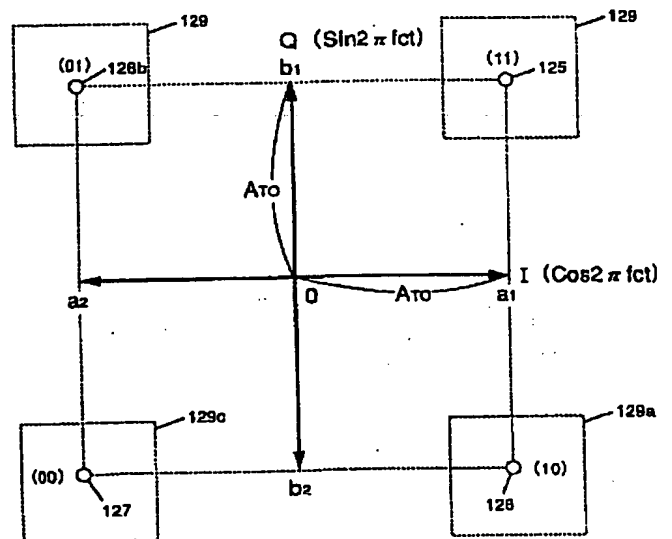 129
129
Q (Sin2πfct)
(01)
b1
(11)
126b
125
ATO
I (Cos2πfct)
a2
0
ATO
a1
129c
129a
(00)
(10)
127
b2
126